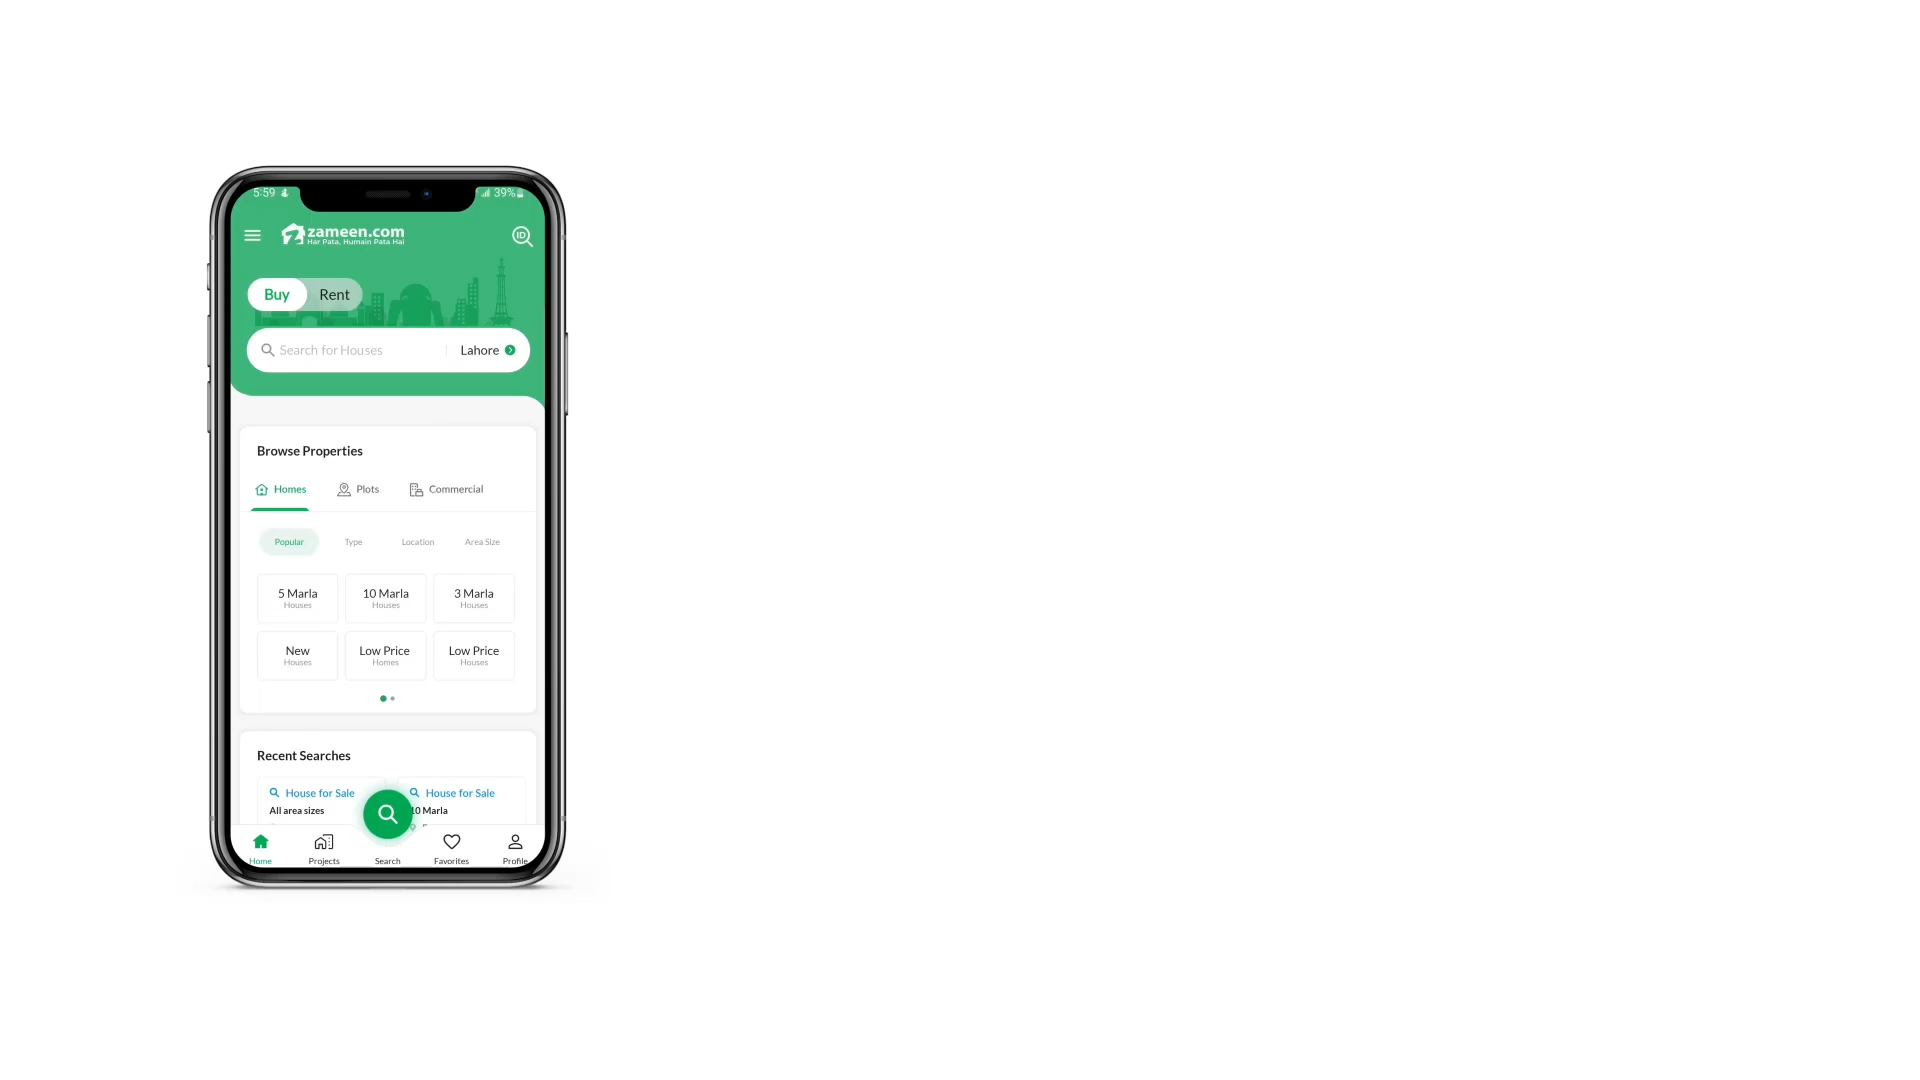 5:59
39%
zameen.com
Har Pata, Humain Pata Hai
ID
Buy Rent
Search for Houses Lahore
Browse Properties
Homes Plots Commercial
Popular Type Location Area Size
5 Marla 10 Marla 3 Marla
Houses Houses Houses
New Low Price Low Price
Houses Homes Houses
Recent Searches
House for Sale House for Sale
All area sizes 10 Marla
Home Projects Search Favorites Profile